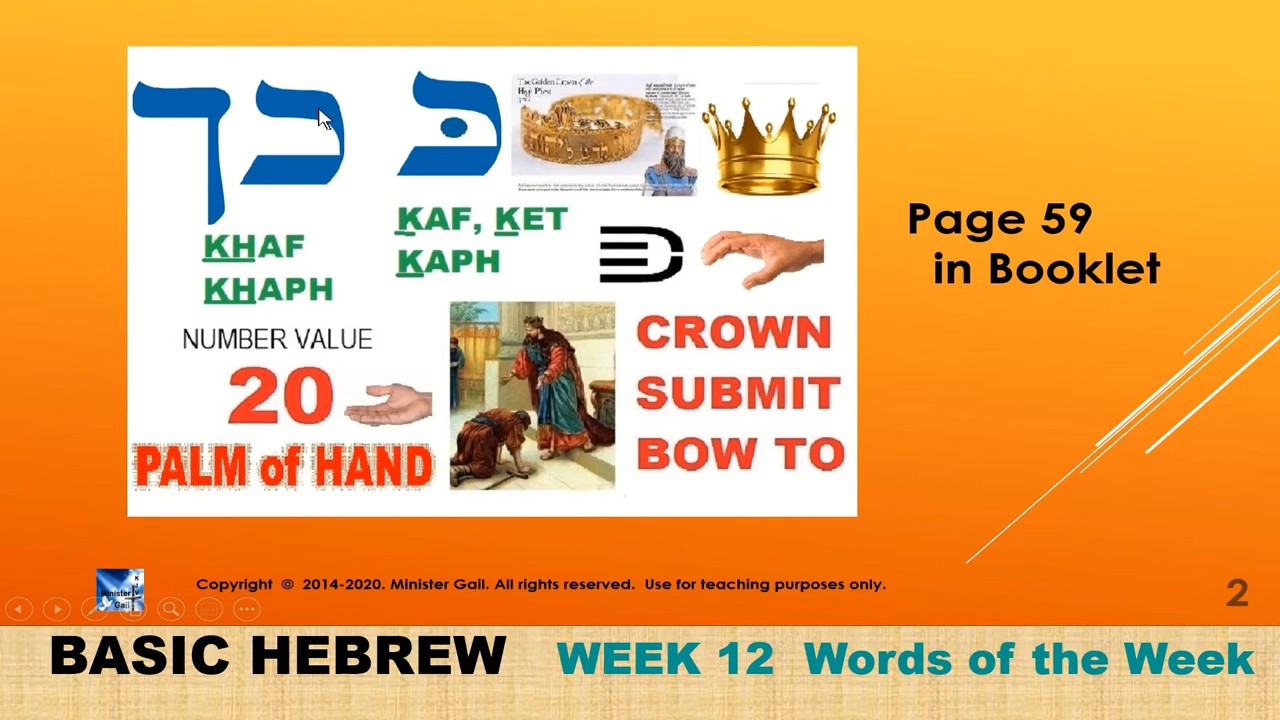 ךכ
כּ
The Golden Crown of the
High Priest
KAF, KET
KAPH
KHAF
KHAPH
NUMBER VALUE
20
PALM of HAND
CROWN
SUBMIT
BOW TO
Page 59
in Booklet
Minister
Gail
Copyright © 2014-2020. Minister Gail. All rights reserved. Use for teaching purposes only.
2
BASIC HEBREW WEEK 12 Words of the Week